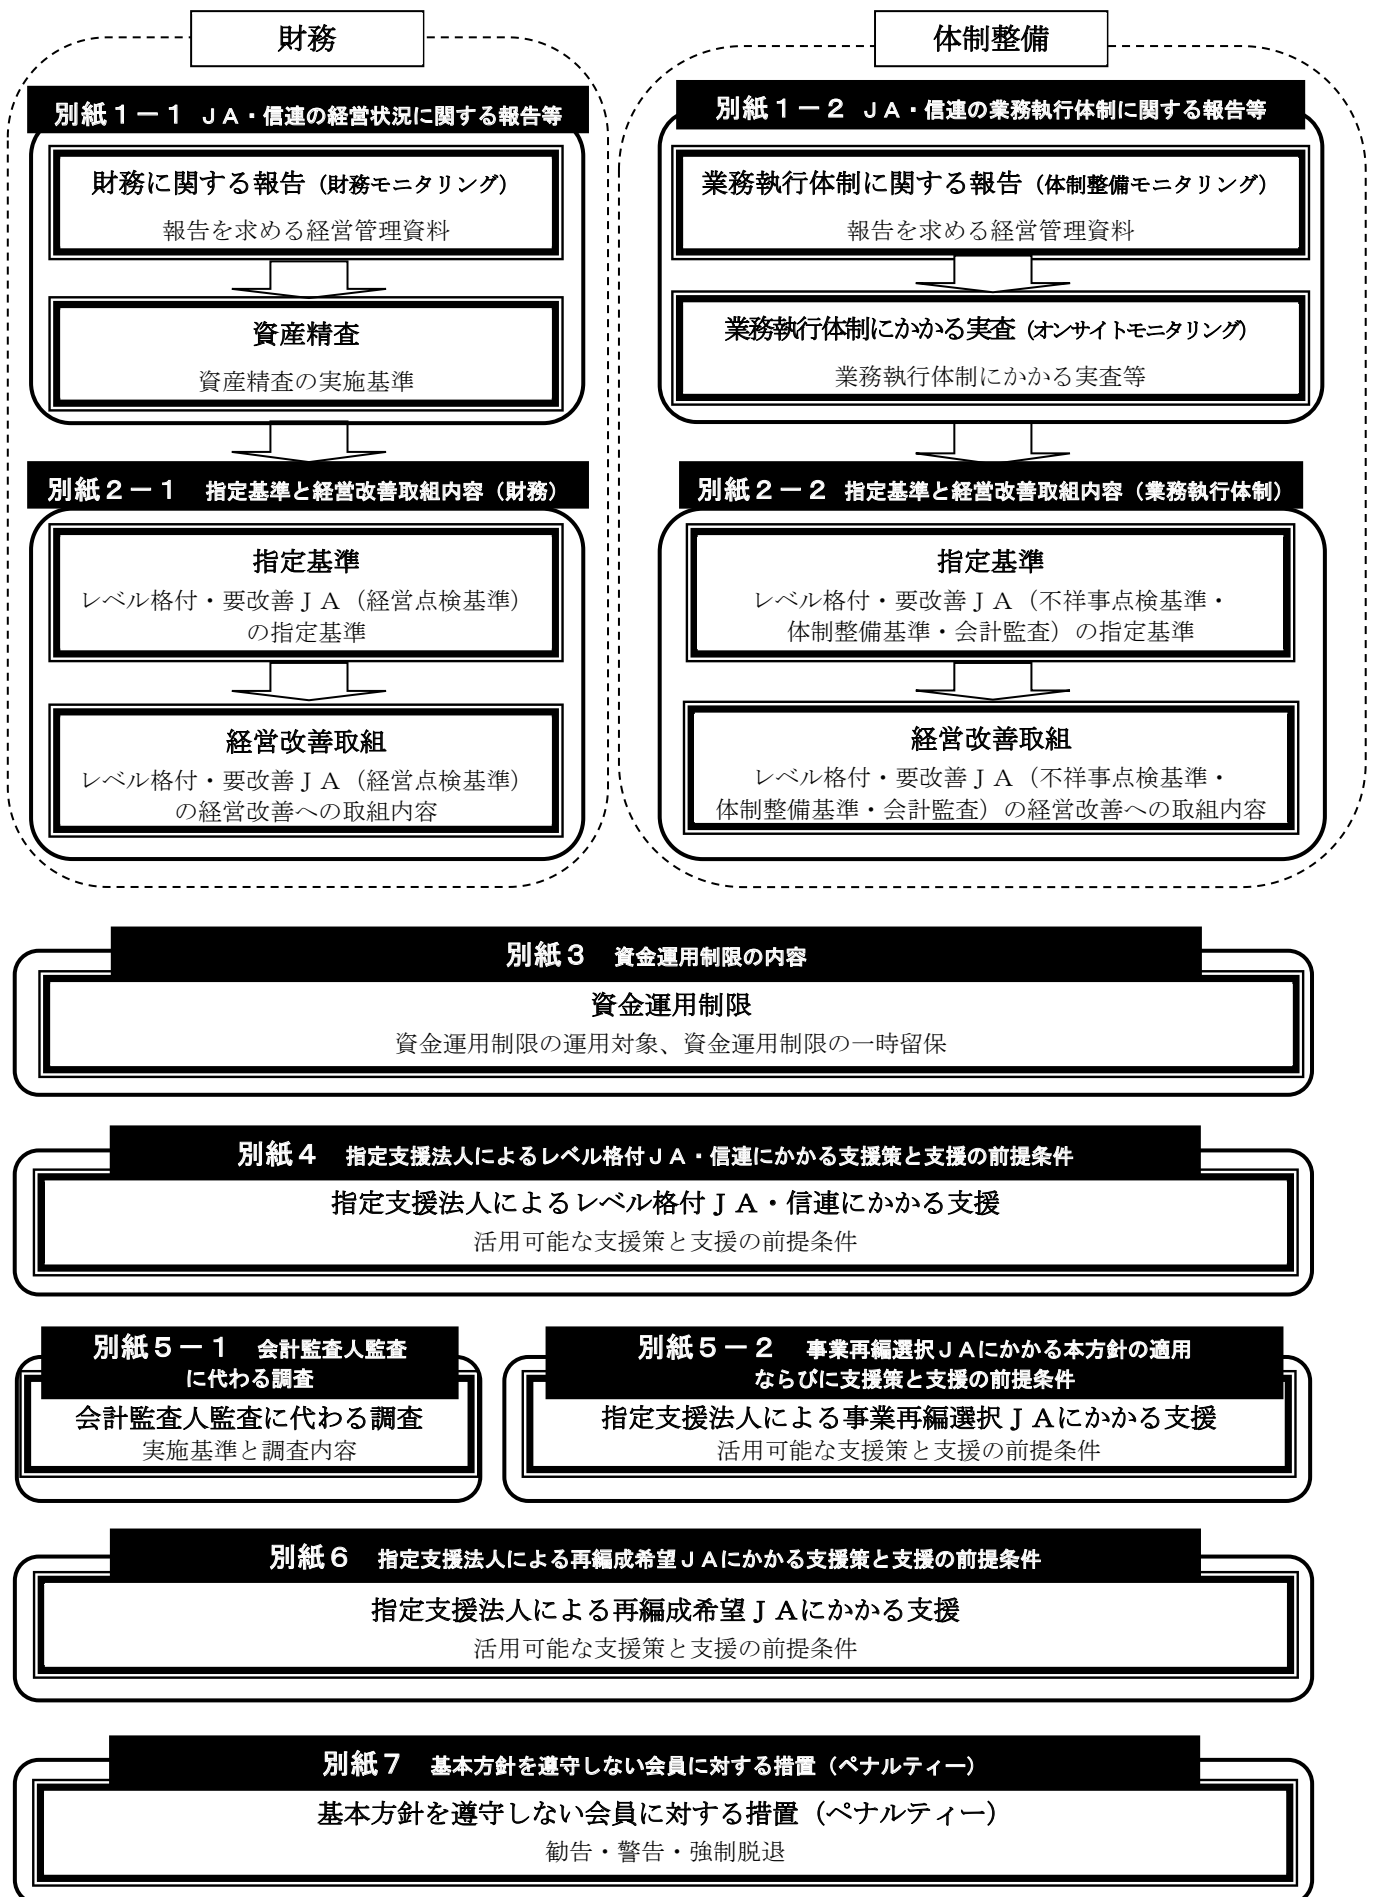 財務
別紙１－１ ＪＡ・信連の経営状況に関する報告等
財務に関する報告（財務モニタリング）
報告を求める経営管理資料
資産精査
資産精査の実施基準
別紙２－１ 指定基準と経営改善取組内容（財務）
指定基準
レベル格付・要改善ＪＡ（経営点検基準）
の指定基準
経営改善取組
レベル格付・要改善ＪＡ（経営点検基準）
の経営改善への取組内容
体制整備
別紙１－２ ＪＡ・信連の業務執行体制に関する報告等
業務執行体制に関する報告（体制整備モニタリング）
報告を求める経営管理資料
業務執行体制にかかる実査（オンサイトモニタリング）
業務執行体制にかかる実査等
別紙２－２ 指定基準と経営改善取組内容（業務執行体制）
指定基準
レベル格付・要改善ＪＡ（不祥事点検基準・
体制整備基準・会計監査）の指定基準
経営改善取組
レベル格付・要改善ＪＡ（不祥事点検基準・
体制整備基準・会計監査）の経営改善への取組内容
別紙３ 資金運用制限の内容
資金運用制限
資金運用制限の運用対象、資金運用制限の一時留保
別紙４ 指定支援法人によるレベル格付ＪＡ・信連にかかる支援策と支援の前提条件
指定支援法人によるレベル格付ＪＡ・信連にかかる支援
活用可能な支援策と支援の前提条件
別紙５－１ 会計監査人監査
に代わる調査
会計監査人監査に代わる調査
実施基準と調査内容
別紙５－２ 事業再編選択ＪＡにかかる本方針の適用
ならびに支援策と支援の前提条件
指定支援法人による事業再編選択ＪＡにかかる支援
活用可能な支援策と支援の前提条件
別紙６ 指定支援法人による再編成希望ＪＡにかかる支援策と支援の前提条件
指定支援法人による再編成希望ＪＡにかかる支援
活用可能な支援策と支援の前提条件
別紙７ 基本方針を遵守しない会員に対する措置（ペナルティー）
基本方針を遵守しない会員に対する措置（ペナルティー）
勧告・警告・強制脱退